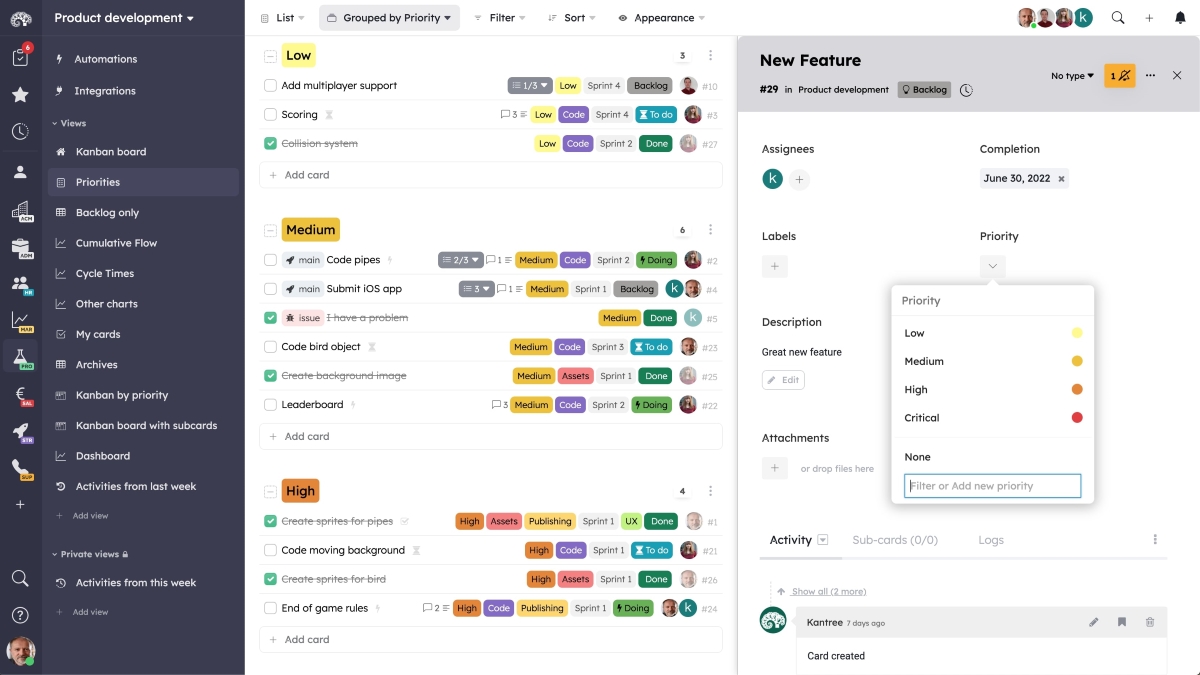 Product development
6
Automations
Integrations
Views
Kanban board
Priorities
Backlog only
Cumulative Flow
Cycle Times
Other charts
My cards
Archives
Kanban by priority
Kanban board with subcards
Dashboard
Activities from last week
Add view
Private views
Activities from this week
Add view
ACM
ADM
HR
MAR
PRO
SAL
STR
SUP
List
Grouped by Priority
Filter
Sort
Appearance
k
Low 3
Add multiplayer support 1/3 Low Sprint 4 Backlog #10
Scoring 3 Low Code Sprint 4 To do #3
Collision system Low Code Sprint 2 Done #27
Add card
Medium 6
main Code pipes 2/3 1 Medium Code Sprint 2 Doing #2
main Submit iOS app 3 1 Medium Sprint 1 Backlog k #4
issue I have a problem Medium Done k #5
Code bird object Medium Code Sprint 3 To do #23
Create background image Medium Assets Sprint 1 Done #25
Leaderboard 3 Medium Code Sprint 2 Doing #22
Add card
High 4
Create sprites for pipes High Assets Publishing Sprint 1 UX Done #1
Code moving background High Code Sprint 1 To do #21
Create sprites for bird High Assets Sprint 1 Done #26
End of game rules 2 High Code Publishing Sprint 1 Doing k #24
Add card
New Feature
No type 1
#29 in Product development Backlog
Assignees
k
Completion
June 30, 2022
Labels
Priority
Priority
Low
Medium
High
Critical
None
Filter or Add new priority
Description
Great new feature
Edit
Attachments
or drop files here
Activity Sub-cards (0/0) Logs
Show all (2 more)
Kantree 7 days ago
Card created